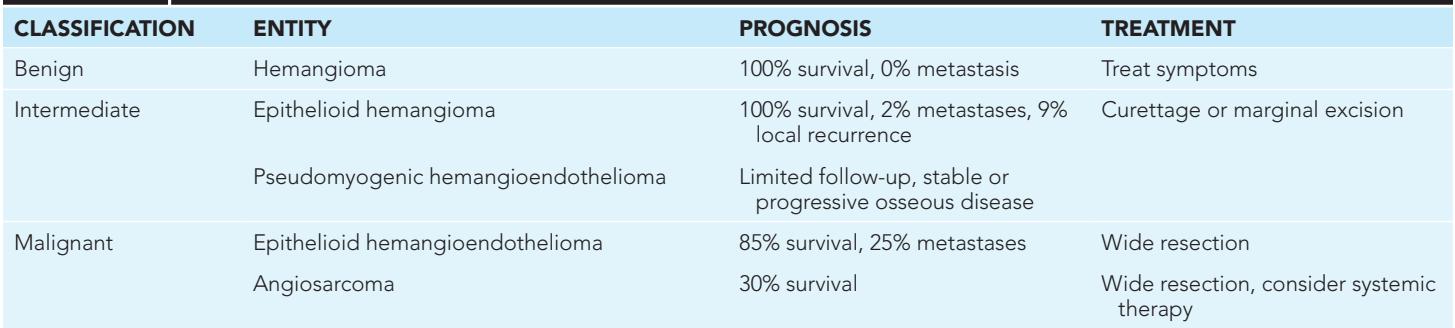 CLASSIFICATION ENTITY PROGNOSIS TREATMENT
Benign Hemangioma 100% survival, 0% metastasis Treat symptoms
Intermediate Epithelioid hemangioma 100% survival, 2% metastases, 9% Curettage or marginal excision
local recurrence
Pseudomyogenic hemangioendothelioma Limited follow-up, stable or
progressive osseous disease
Malignant Epithelioid hemangioendothelioma 85% survival, 25% metastases Wide resection
Angiosarcoma 30% survival Wide resection, consider systemic
therapy